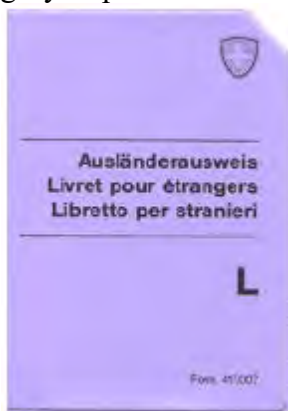 Ausländerausweis
Livret pour étrangers
Libretto per stranieri
L